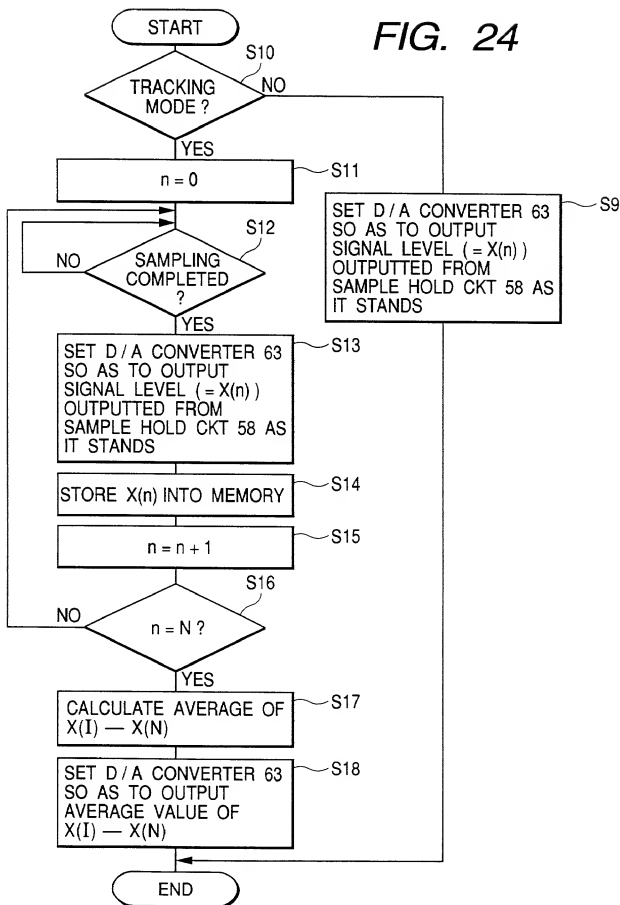 FIG. 24
START
S10
TRACKING
MODE ?
NO
YES
S11
n = 0
S9
SET D / A CONVERTER 63
SO AS TO OUTPUT
SIGNAL LEVEL ( = X(n) )
OUTPUTTED FROM
SAMPLE HOLD CKT 58 AS
IT STANDS
S12
SAMPLING
COMPLETED
?
NO
YES
S13
SET D / A CONVERTER 63
SO AS TO OUTPUT
SIGNAL LEVEL ( = X(n) )
OUTPUTTED FROM
SAMPLE HOLD CKT 58 AS
IT STANDS
S14
STORE X(n) INTO MEMORY
S15
n = n + 1
S16
NO
n = N ?
YES
S17
CALCULATE AVERAGE OF
X(I) — X(N)
S18
SET D / A CONVERTER 63
SO AS TO OUTPUT
AVERAGE VALUE OF
X(I) — X(N)
END